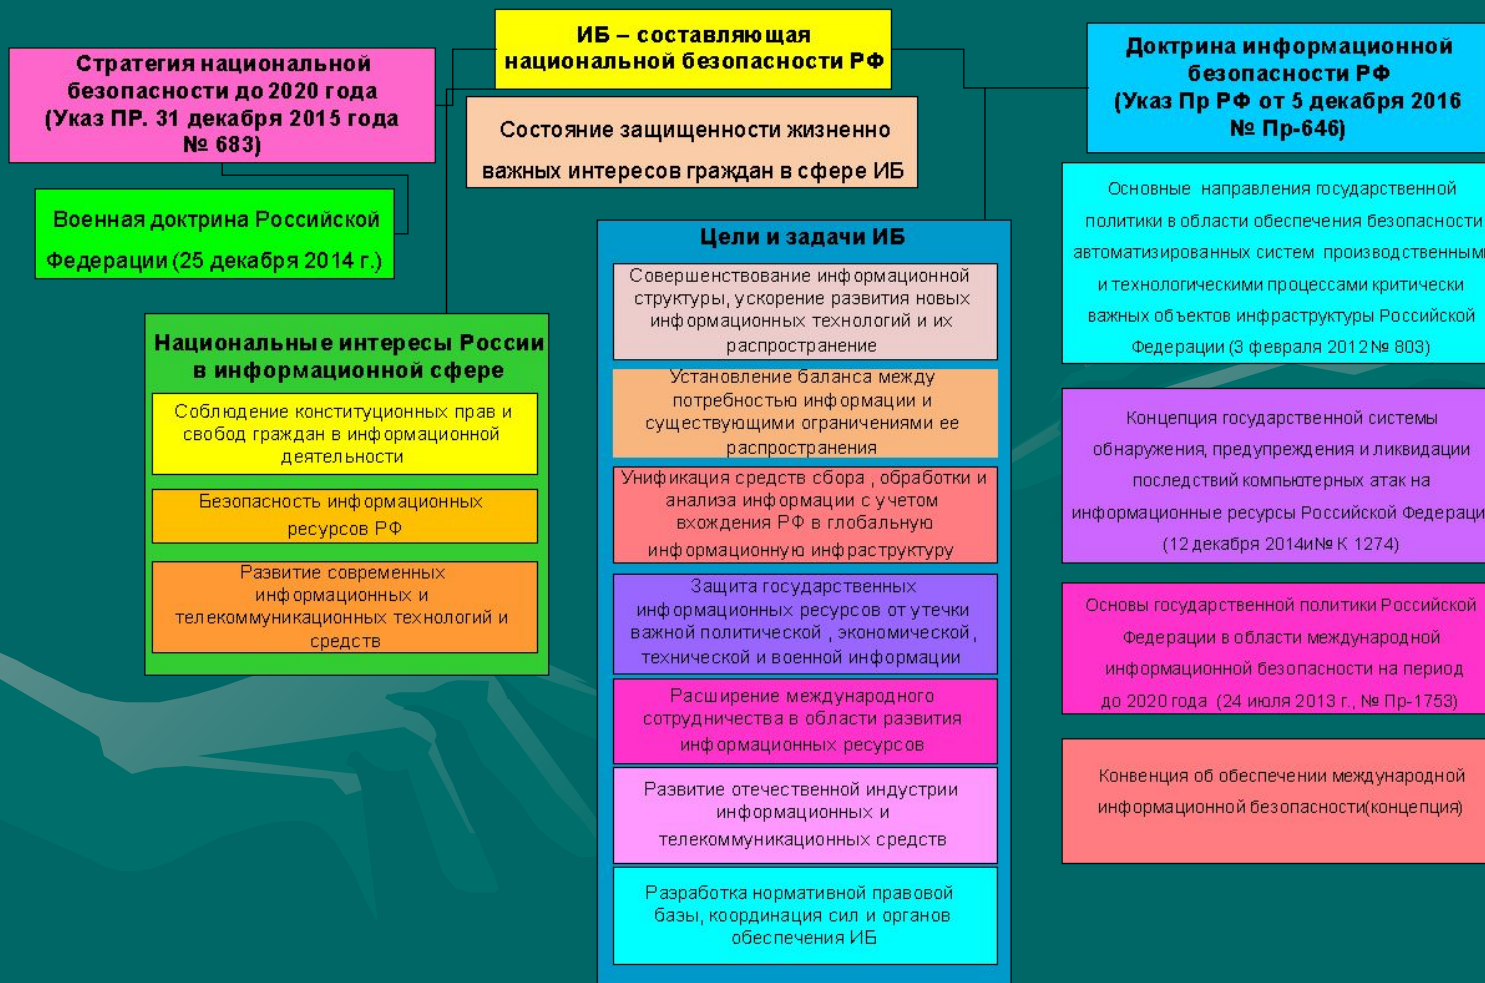 ИБ – составляющая
национальной безопасности РФ
Стратегия национальной
безопасности до 2020 года
(Указ ПР. 31 декабря 2015 года
№ 683)
Доктрина информационной
безопасности РФ
(Указ Пр РФ от 5 декабря 2016
№ Пр-646)
Состояние защищенности жизненно
важных интересов граждан в сфере ИБ
Военная доктрина Российской
Федерации (25 декабря 2014 г.)
Национальные интересы России
в информационной сфере
Соблюдение конституционных прав и
свобод граждан в информационной
деятельности
Безопасность информационных
ресурсов РФ
Развитие современных
информационных и
телекоммуникационных технологий и
средств
Цели и задачи ИБ
Совершенствование информационной
структуры, ускорение развития новых
информационных технологий и их
распространение
Установление баланса между
потребностью информации и
существующими ограничениями ее
распространения
Унификация средств сбора , обработки и
анализа информации с учетом
вхождения РФ в глобальную
информационную инфраструктуру
Защита государственных
информационных ресурсов от утечки
важной политической , экономической ,
технической и военной информации
Расширение международного
сотрудничества в области развития
информационных ресурсов
Развитие отечественной индустрии
информационных и
телекоммуникационных средств
Разработка нормативной правовой
базы, координация сил и органов
обеспечения ИБ
Основные направления государственной
политики в области обеспечения безопасности
автоматизированных систем производственным
и технологическими процессами критически
важных объектов инфраструктуры Российской
Федерации (3 февраля 2012 № 803)
Концепция государственной системы
обнаружения, предупреждения и ликвидации
последствий компьютерных атак на
информационные ресурсы Российской Федераци
(12 декабря 2014и№ К 1274)
Основы государственной политики Российской
Федерации в области международной
информационной безопасности на период
до 2020 года (24 июля 2013 г., № Пр-1753)
Конвенция об обеспечении международной
информационной безопасности(концепция)